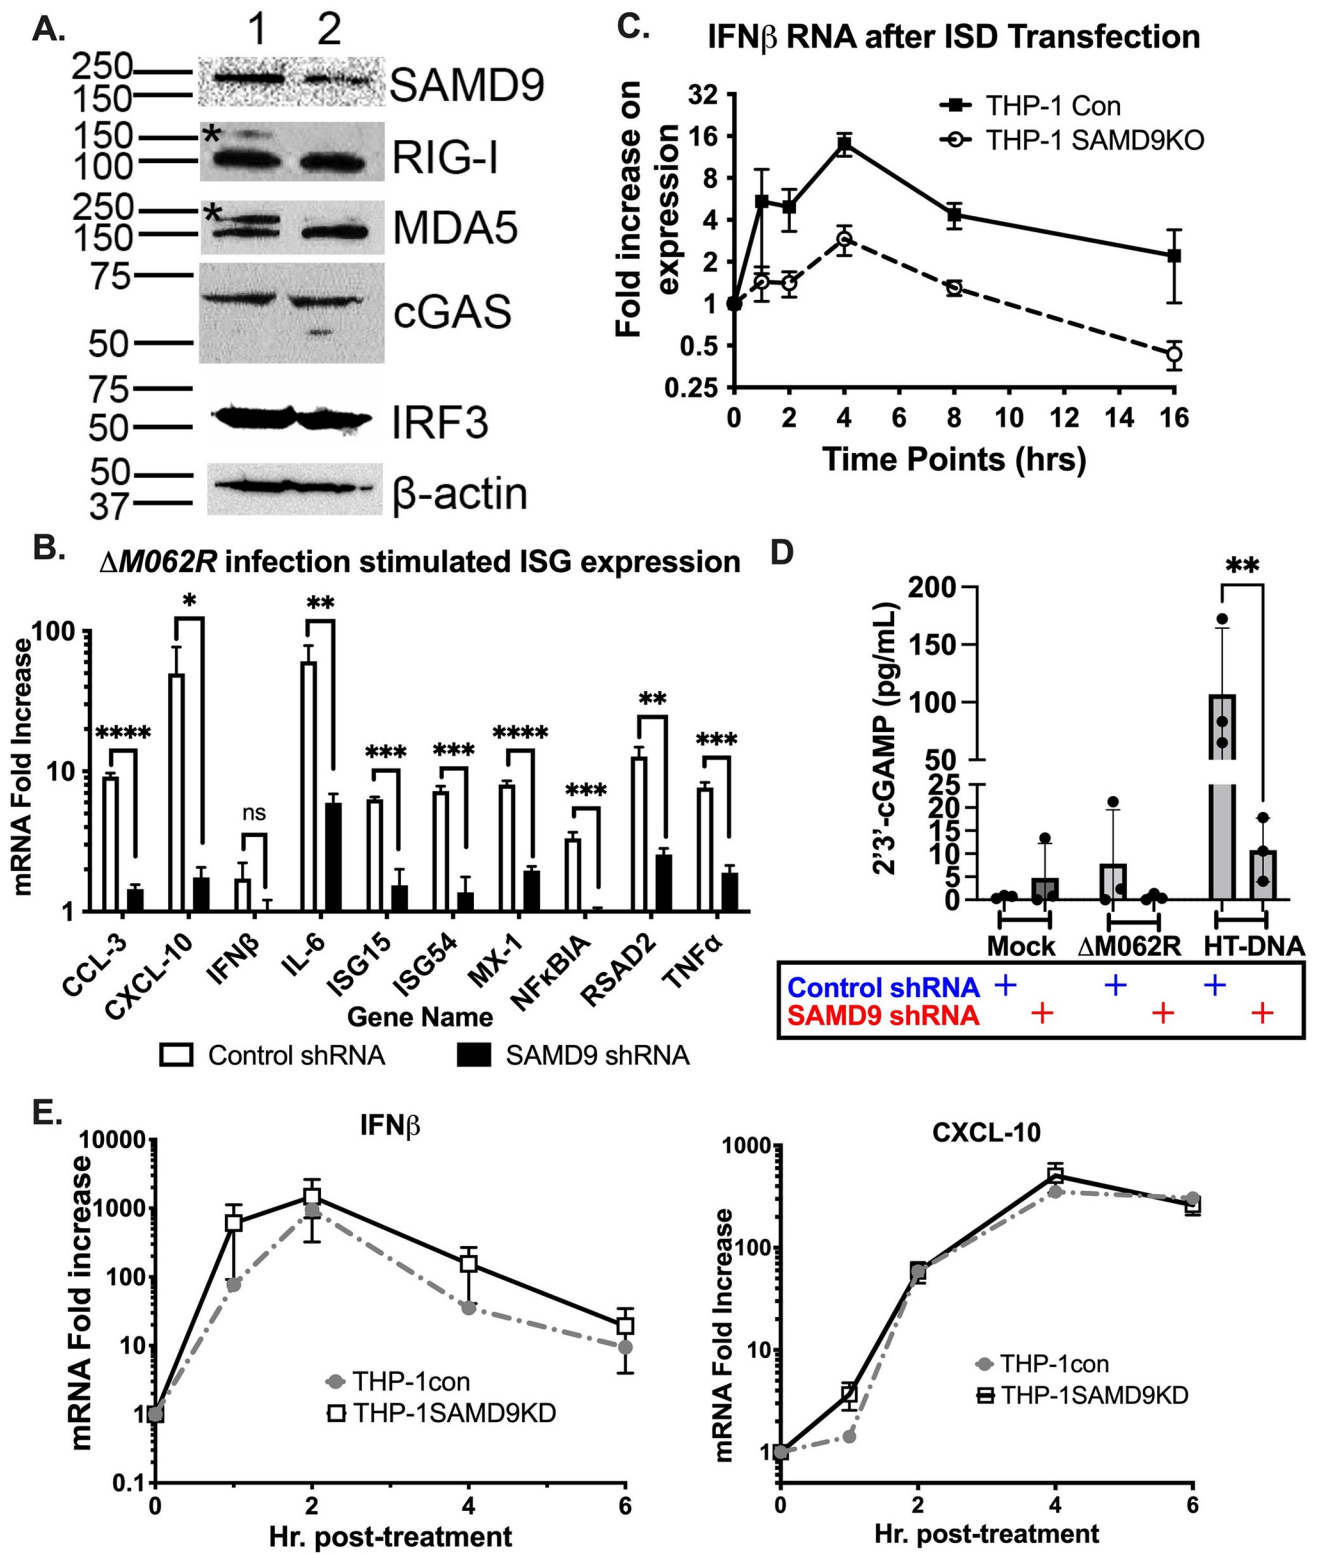 A.
1 2
250
150
SAMD9
*
150
100
RIG-I
*
250
150
MDA5
75
50
cGAS
75
50
IRF3
50
37
β-actin
C.
IFNβ RNA after ISD Transfection
Fold increase on
expression
32
16
8
4
2
1
0.5
0.25
THP-1 Con
THP-1 SAMD9KO
0 2 4 6 8 10 12 14 16
Time Points (hrs)
B.
ΔM062R infection stimulated ISG expression
mRNA Fold Increase
100
10
1
**** * ns ** *** *** **** *** ** ***
CCL-3 CXCL-10 IFNβ IL-6 ISG15 ISG54 MX-1 NFκBIA RSAD2 TNFα
Gene Name
Control shRNA SAMD9 shRNA
D
2’3’-cGAMP (pg/mL)
200
150
100
50
25
20
15
10
5
0
**
Mock ΔM062R HT-DNA
Control shRNA + + +
SAMD9 shRNA + + +
E.
IFNβ
mRNA Fold increase
10000
1000
100
10
1
0.1
THP-1con
THP-1SAMD9KD
0 2 4 6
Hr. post-treatment
CXCL-10
mRNA Fold Increase
1000
100
10
1
THP-1con
THP-1SAMD9KD
0 2 4 6
Hr. post-treatment